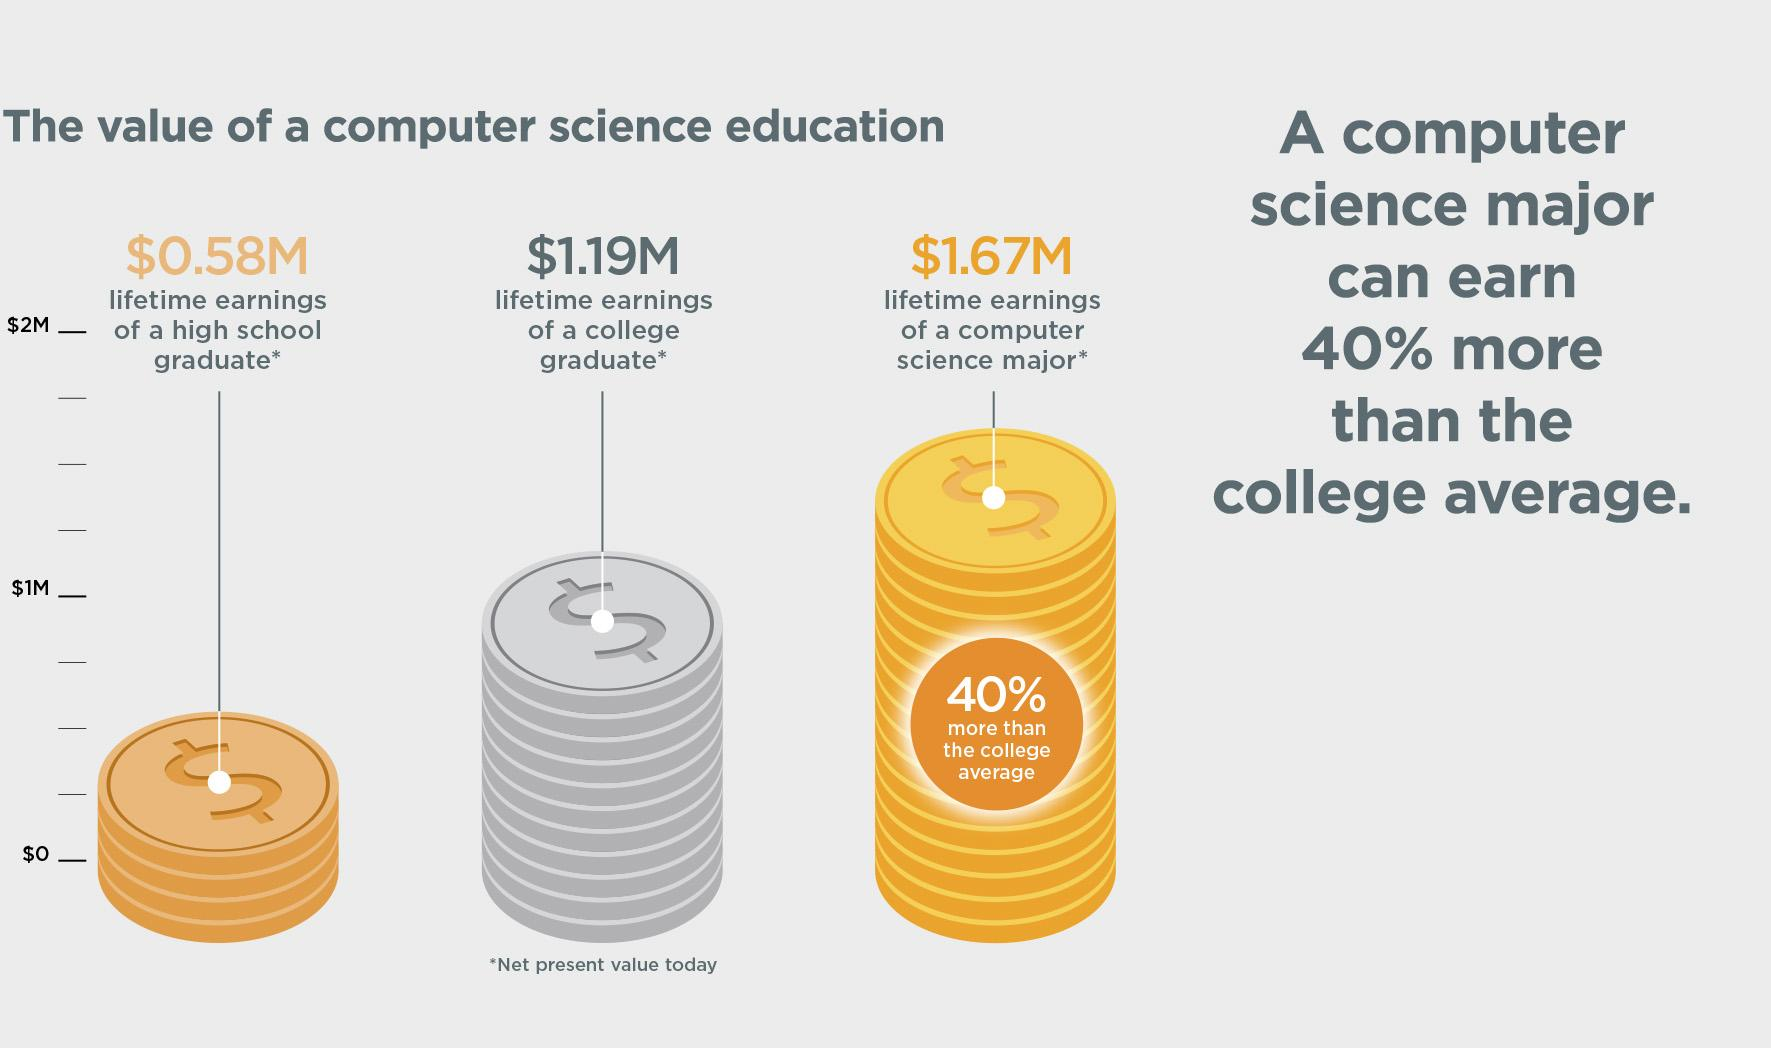 The value of a computer science education
$0.58M
lifetime earnings
of a high school
graduate*
$1.19M
lifetime earnings
of a college
graduate*
$1.67M
lifetime earnings
of a computer
science major*
$2M
$1M
$0
40%
more than
the college
average
*Net present value today
A computer
science major
can earn
40% more
than the
college average.